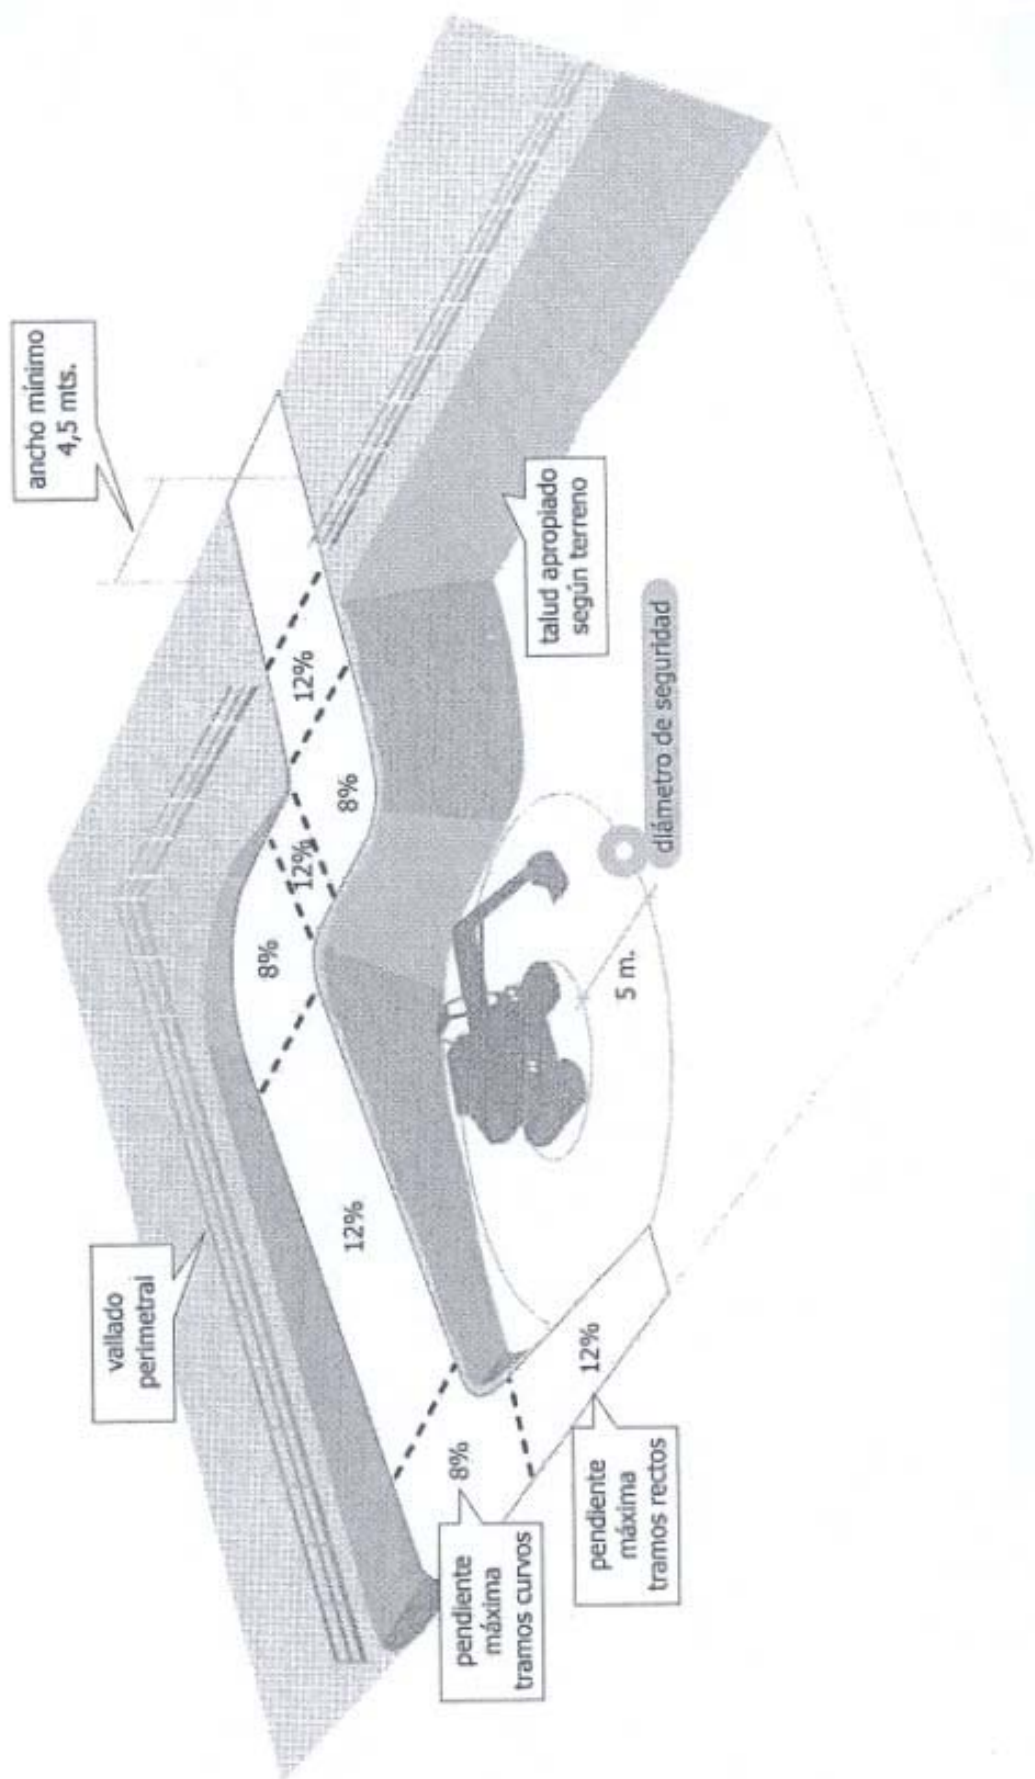 ancho mínimo
4,5 mts.
vallado
perimetral
12%
8%
12%
8%
12%
8%
12%
talud apropiado
según terreno
diámetro de seguridad
5 m.
pendiente
máxima
tramos curvos
pendiente
máxima
tramos rectos